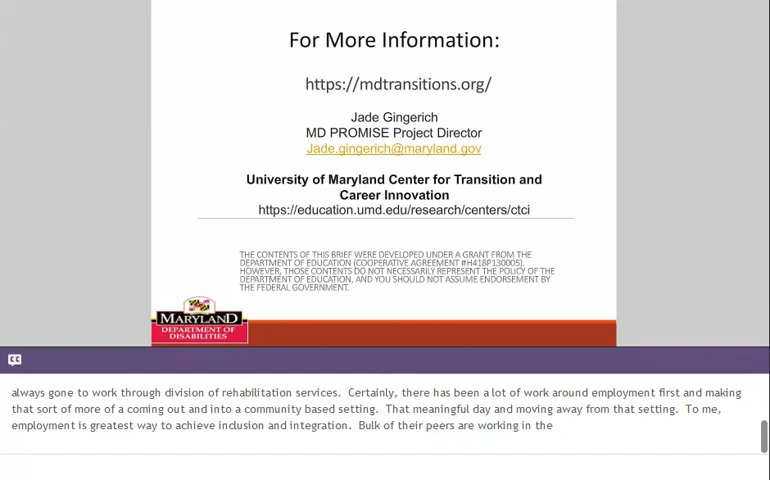 For More Information:
https://mdtransitions.org/
Jade Gingerich
MD PROMISE Project Director
Jade.gingerich@maryland.gov
University of Maryland Center for Transition and
Career Innovation
https://education.umd.edu/research/centers/ctci
THE CONTENTS OF THIS BRIEF WERE DEVELOPED UNDER A GRANT FROM THE
DEPARTMENT OF EDUCATION (COOPERATIVE AGREEMENT #H418P130005).
HOWEVER, THOSE CONTENTS DO NOT NECESSARILY REPRESENT THE POLICY OF THE
DEPARTMENT OF EDUCATION, AND YOU SHOULD NOT ASSUME ENDORSEMENT BY
THE FEDERAL GOVERNMENT.
MARYLAND
DEPARTMENT OF
DISABILITIES
CC
always gone to work through division of rehabilitation services. Certainly, there has been a lot of work around employment first and making
that sort of more of a coming out and into a community based setting. That meaningful day and moving away from that setting. To me,
employment is greatest way to achieve inclusion and integration. Bulk of their peers are working in the